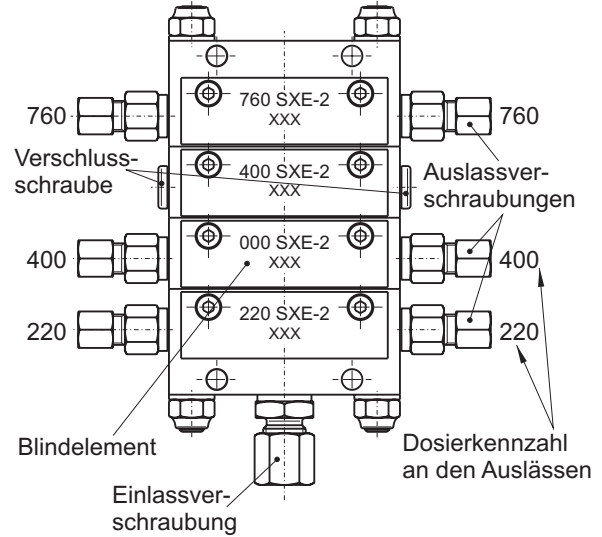 760
760 SXE-2
XXX
760
Verschluss-
schraube
400 SXE-2
XXX
Auslassver-
schraubungen
400
000 SXE-2
XXX
400
220
220 SXE-2
XXX
220
Blindelement
Dosierkennzahl
an den Auslässen
Einlassver-
schraubung